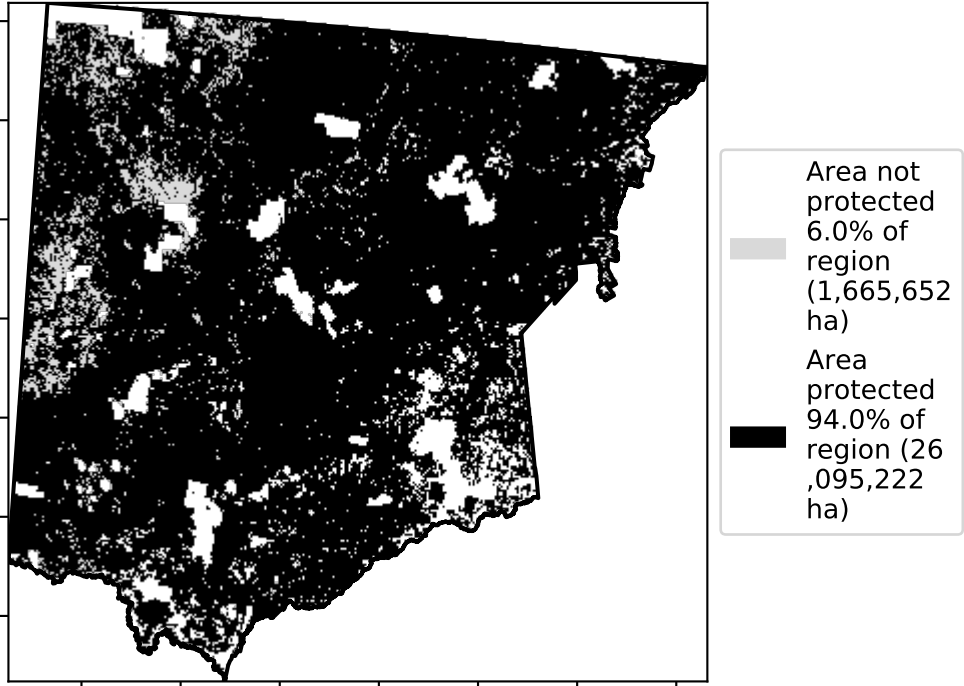 Area not
protected
6.0% of
region
(1,665,652
ha)
Area
protected
94.0% of
region (26
,095,222
ha)